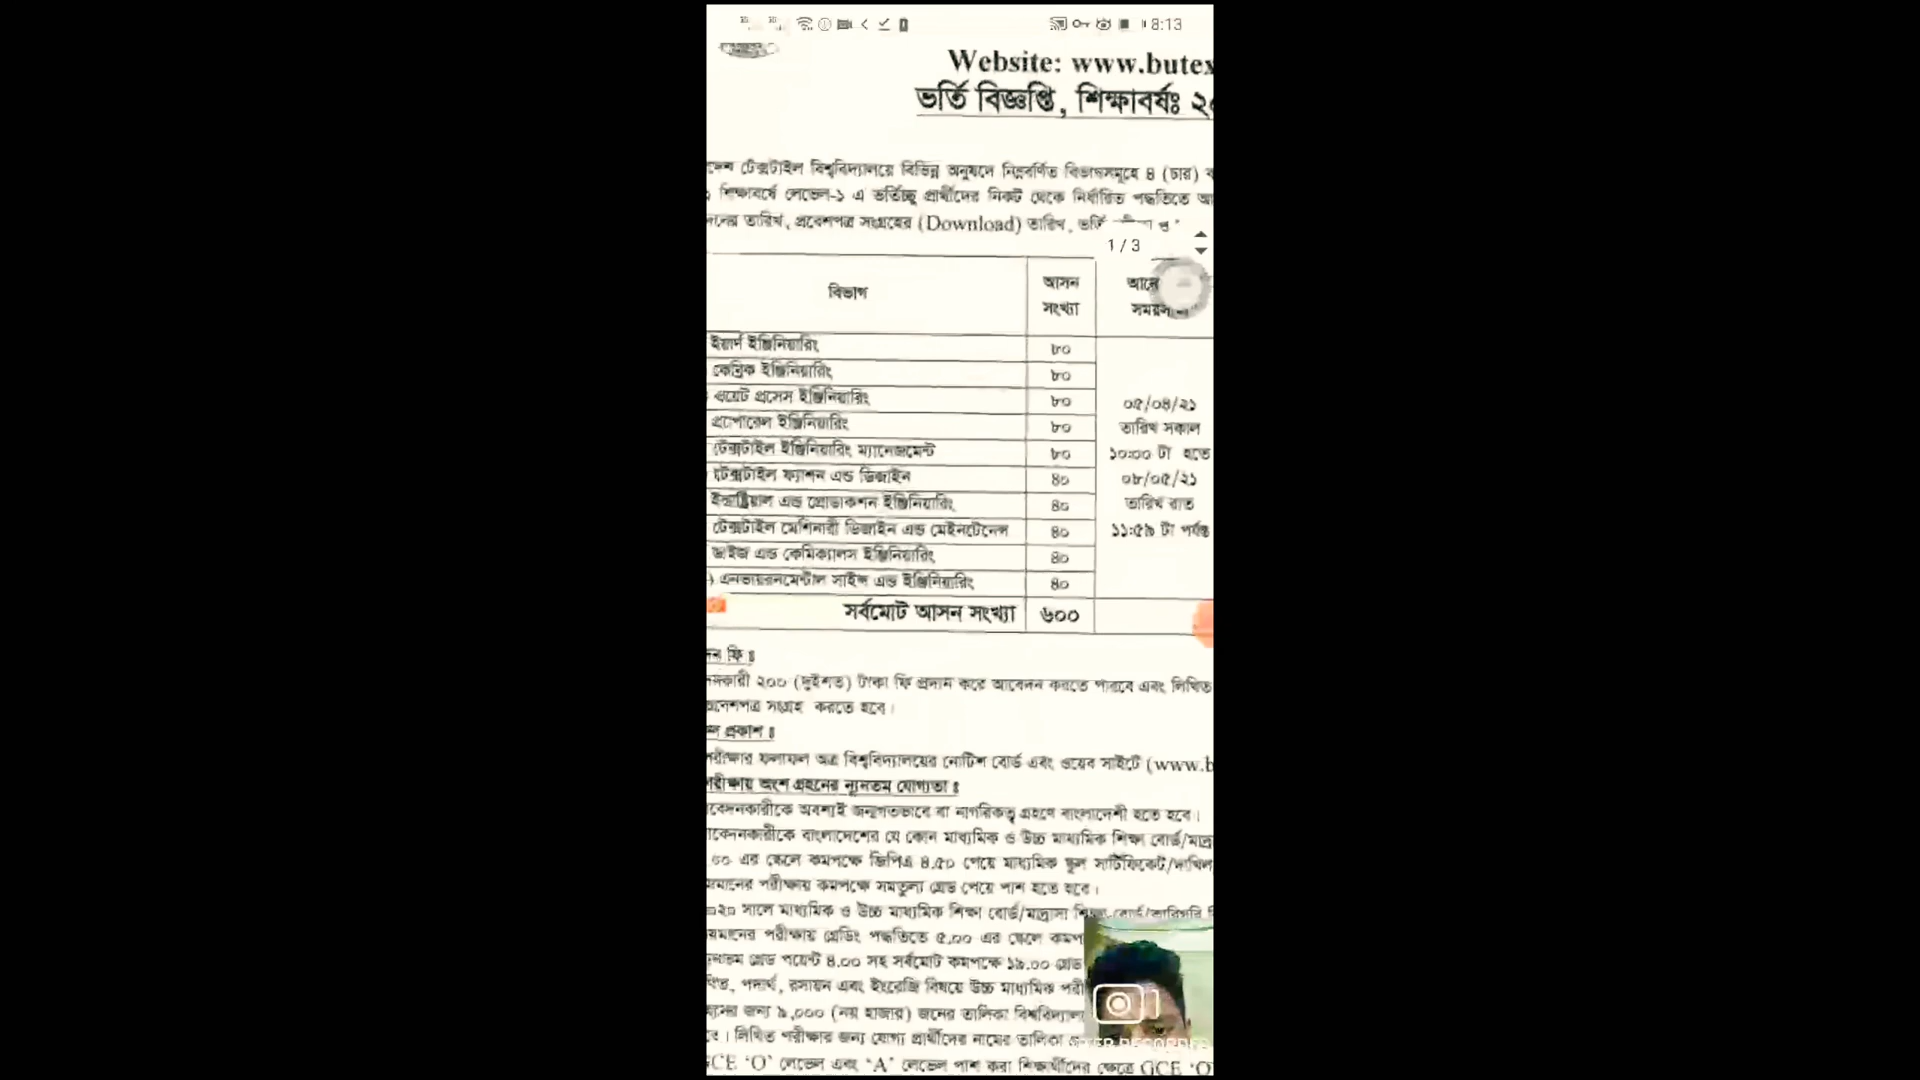 8:13
Website: www.butex
ভর্তি বিজ্ঞপ্তি, শিক্ষাবর্ষঃ ২০
টেক্সটাইল বিশ্ববিদ্যালয়ে বিভিন্ন অনুষদে নিম্নবর্ণিত বিভাগসমূহে ৪ (চার)
শিক্ষাবর্ষে লেভেল-১ এ ভর্তিচ্ছু প্রার্থীদের নিকট থেকে নির্ধারিত পদ্ধতিতে আ
তারিখ, প্রবেশপত্র সংগ্রহের (Download) তারিখ, ভর্তি
1 / 3
বিভাগ
আসন
সংখ্যা
ইয়ার্ন ইঞ্জিনিয়ারিং ৮০
ফেব্রিক ইঞ্জিনিয়ারিং ৮০
ওয়েট প্রসেস ইঞ্জিনিয়ারিং ৮০
এ্যাপারেল ইঞ্জিনিয়ারিং ৮০
টেক্সটাইল ইঞ্জিনিয়ারিং ম্যানেজমেন্ট ৮০
টেক্সটাইল ফ্যাশন এন্ড ডিজাইন ৪০
ইন্ডাষ্ট্রিয়াল এন্ড প্রোডাকশন ইঞ্জিনিয়ারিং ৪০
টেক্সটাইল মেশিনারী ডিজাইন এন্ড মেইনটেনেন্স ৪০
ডাইজ এন্ড কেমিক্যালস ইঞ্জিনিয়ারিং ৪০
এনভায়রনমেন্টাল সাইন্স এন্ড ইঞ্জিনিয়ারিং ৪০
০৫/০৪/২১
তারিখ সকাল
১০:০০ টা হতে
০৮/০৫/২১
তারিখ রাত
১১:৫৯ টা পর্যন্ত
সর্বমোট আসন সংখ্যা ৬০০
ফি ঃ
২০০ (দুইশত) টাকা ফি প্রদান করে আবেদন করতে পারবে এবং লিখিত
সংগ্রহ করতে হবে।
প্রকাশ ঃ
ফলাফল অত্র বিশ্ববিদ্যালয়ের নোটিশ বোর্ড এবং ওয়েব সাইটে (www.b
অংশ গ্রহনের ন্যূনতম যোগ্যতা ঃ
অবশ্যই জন্মগতভাবে বা নাগরিকত্ব গ্রহণে বাংলাদেশী হতে হবে।
বাংলাদেশের যে কোন মাধ্যমিক ও উচ্চ মাধ্যমিক শিক্ষা বোর্ড/মাদ্র
এর স্কেলে কমপক্ষে জিপিএ ৪.৫০ পেয়ে মাধ্যমিক স্কুল সার্টিফিকেট/দাখিল
পরীক্ষায় কমপক্ষে সমতুল্য গ্রেড পেয়ে পাশ হতে হবে।
সালে মাধ্যমিক ও উচ্চ মাধ্যমিক শিক্ষা বোর্ড/মাদ্রাসা
পরীক্ষায় গ্রেডিং পদ্ধতিতে ৫.০০ এর স্কেলে কমপ
গ্রেড পয়েন্ট ৪.০০ সহ সর্বমোট কমপক্ষে ১৯.০০ গ্রেড
পদার্থ, রসায়ন এবং ইংরেজি বিষয়ে উচ্চ মাধ্যমিক পরী
জন্য ৯,০০০ (নয় হাজার) জনের তালিকা বিশ্ববিদ্যাল
লিখিত পরীক্ষার জন্য যোগ্য প্রার্থীদের নামের তালিকা
GCE ‘O’ লেভেল এবং ‘A’ লেভেল পাশ করা শিক্ষার্থীদের ক্ষেত্রে GCE ‘O’